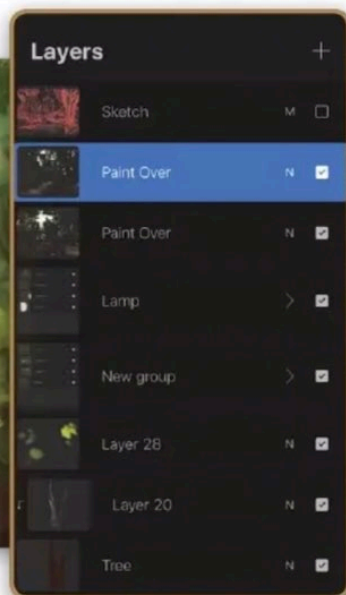 Layers +
Sketch M
Paint Over N
Paint Over N
Lamp >
New group >
Layer 28 N
Layer 20 N
Tree N